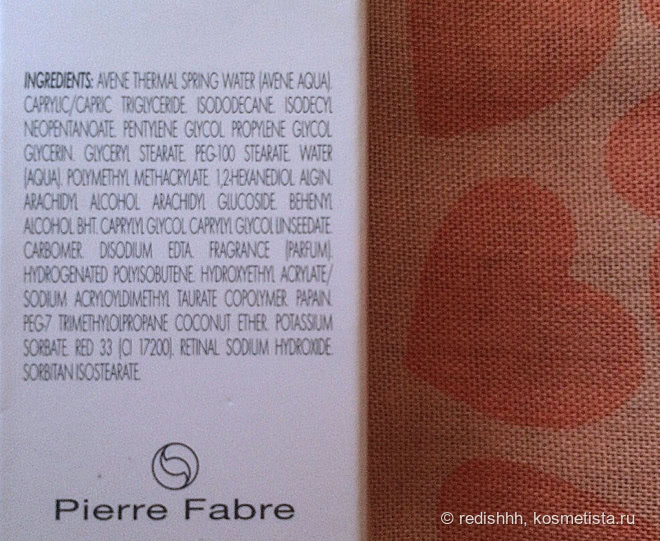 INGREDIENTS: AVENE THERMAL SPRING WATER (AVENE AQUA).
CAPRYLIC/CAPRIC TRIGLYCERIDE. ISODODECANE. ISODECYL
NEOPENTANOATE. PENTYLENE GLYCOL. PROPYLENE GLYCOL.
GLYCERIN. GLYCERYL STEARATE. PEG-100 STEARATE. WATER
(AQUA). POLYMETHYL METHACRYLATE. 1,2-HEXANEDIOL. ALGIN.
ARACHIDYL ALCOHOL. ARACHIDYL GLUCOSIDE. BEHENYL
ALCOHOL. BHT. CAPRYLYL GLYCOL. CAPRYLYL GLYCOL LINSEEDATE.
CARBOMER. DISODIUM EDTA. FRAGRANCE (PARFUM).
HYDROGENATED POLYISOBUTENE. HYDROXYETHYL ACRYLATE/
SODIUM ACRYLOYLDIMETHYL TAURATE COPOLYMER. PAPAIN.
PEG-7 TRIMETHYLOLPROPANE COCONUT ETHER. POTASSIUM
SORBATE. RED 33 (CI 17200). RETINAL. SODIUM HYDROXIDE.
SORBITAN ISOSTEARATE.
Pierre Fabre
© redishhh, kosmetista.ru